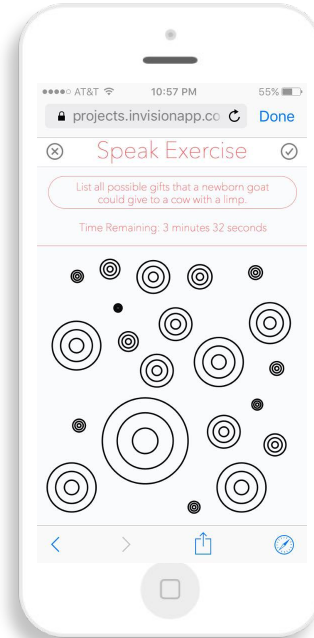 AT&T 10:57 PM 55%
projects.invisionapp.co Done
Speak Exercise
List all possible gifts that a newborn goat
could give to a cow with a limp.
Time Remaining: 3 minutes 32 seconds